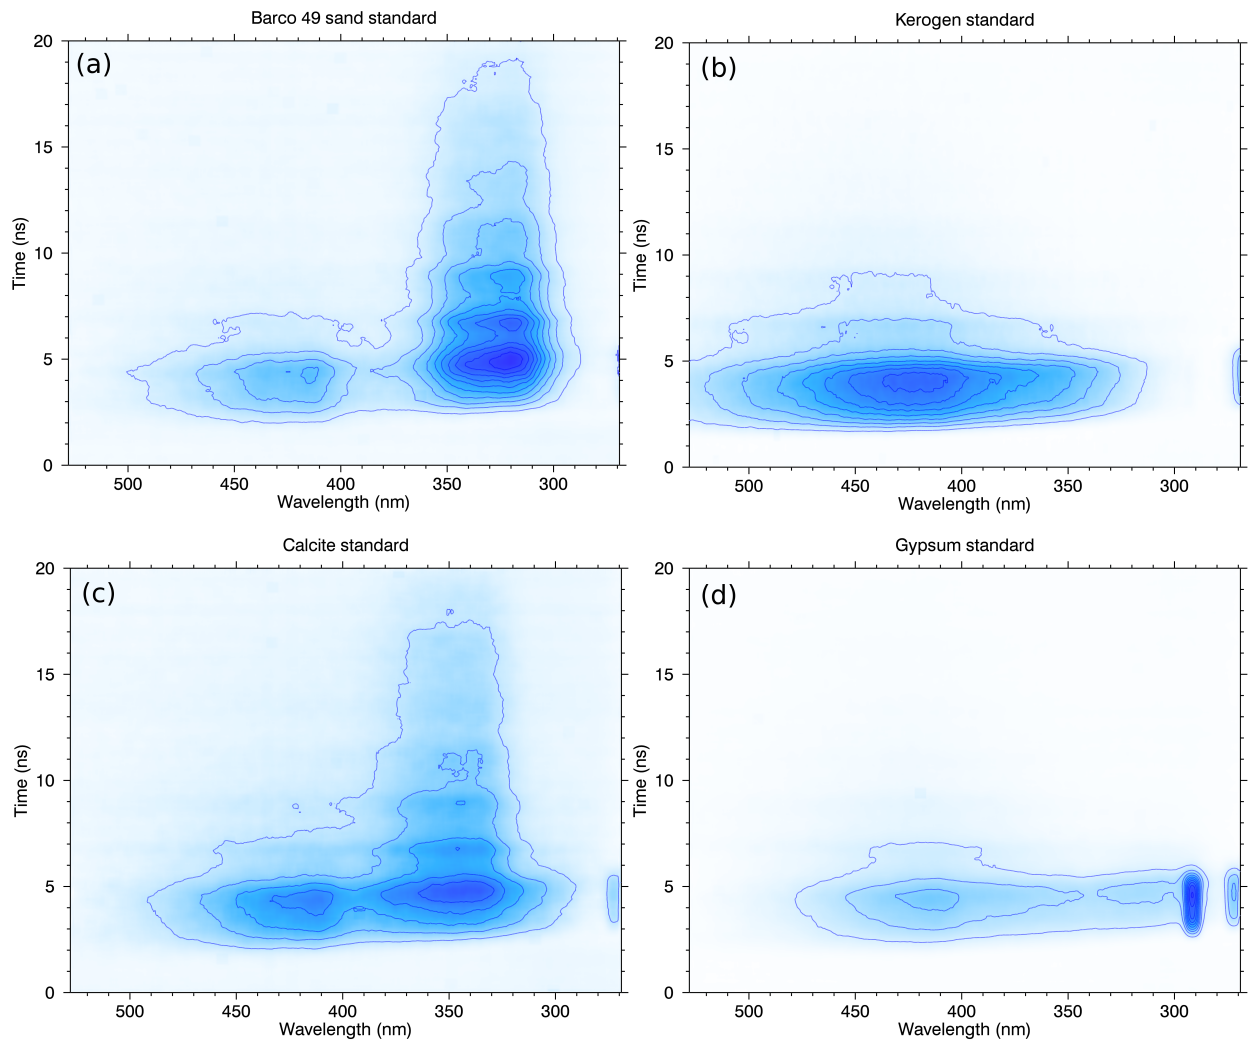 Barco 49 sand standard
(a)
20
15
10
5
0
Time (ns)
500 450 400 350 300
Wavelength (nm)
Kerogen standard
(b)
20
15
10
5
0
Time (ns)
500 450 400 350 300
Wavelength (nm)
Calcite standard
(c)
20
15
10
5
0
Time (ns)
500 450 400 350 300
Wavelength (nm)
Gypsum standard
(d)
20
15
10
5
0
Time (ns)
500 450 400 350 300
Wavelength (nm)